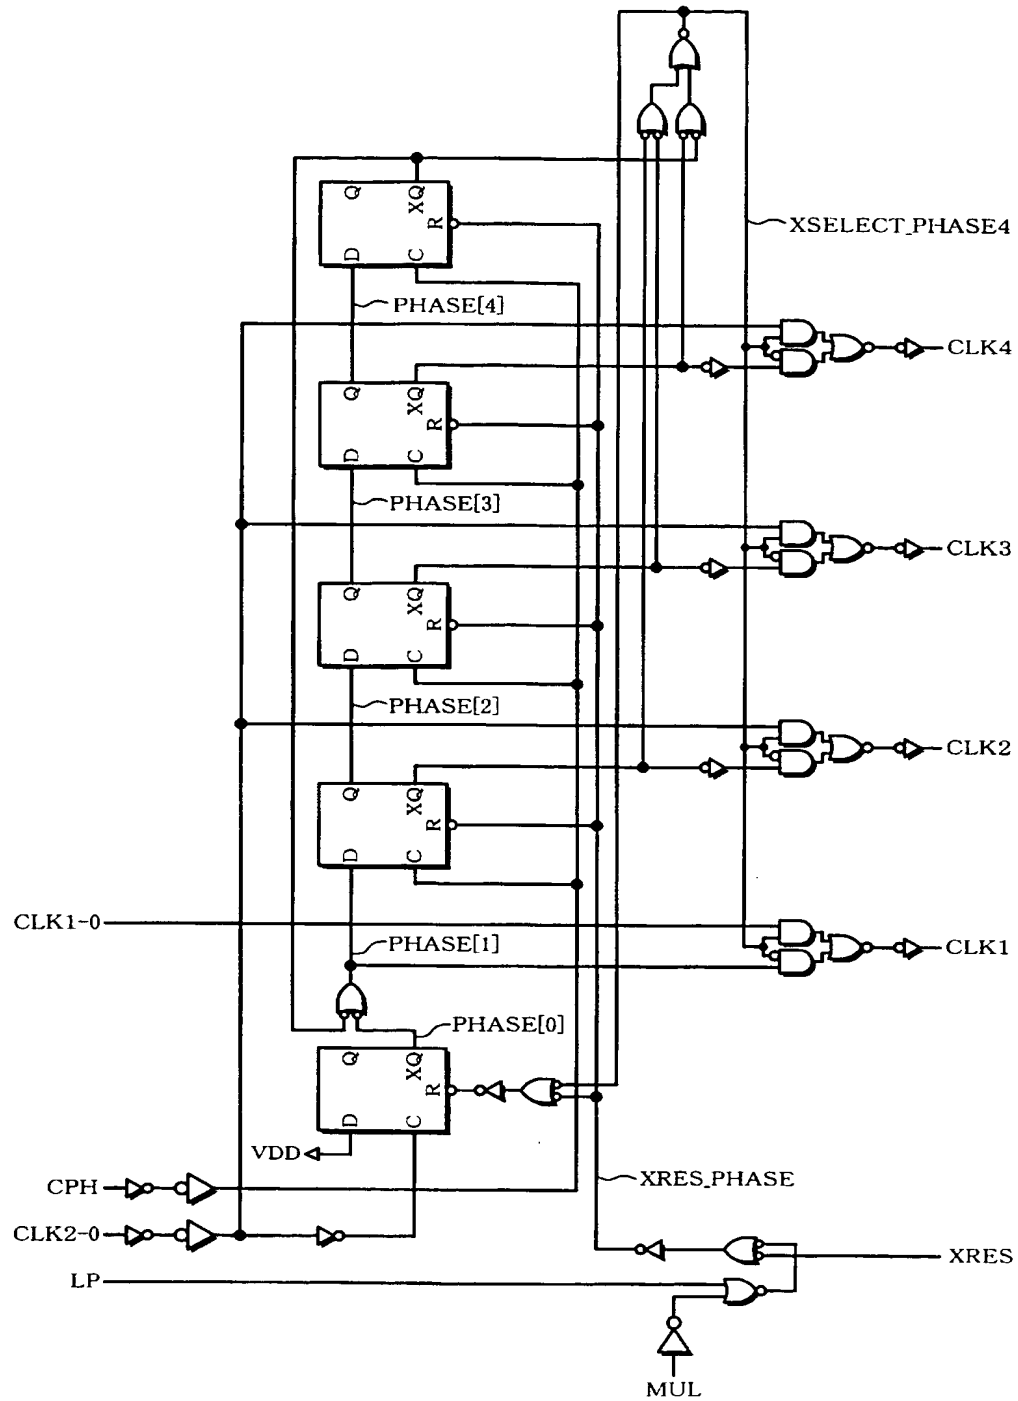 XSELECT_PHASE4
Q XQ
R
D C
PHASE[4]
CLK4
Q XQ
R
D C
PHASE[3]
CLK3
Q XQ
R
D C
PHASE[2]
CLK2
Q XQ
R
D C
CLK1-0
PHASE[1]
CLK1
PHASE[0]
Q XQ
R
D C
VDD
CPH
XRES_PHASE
CLK2-0
XRES
LP
MUL